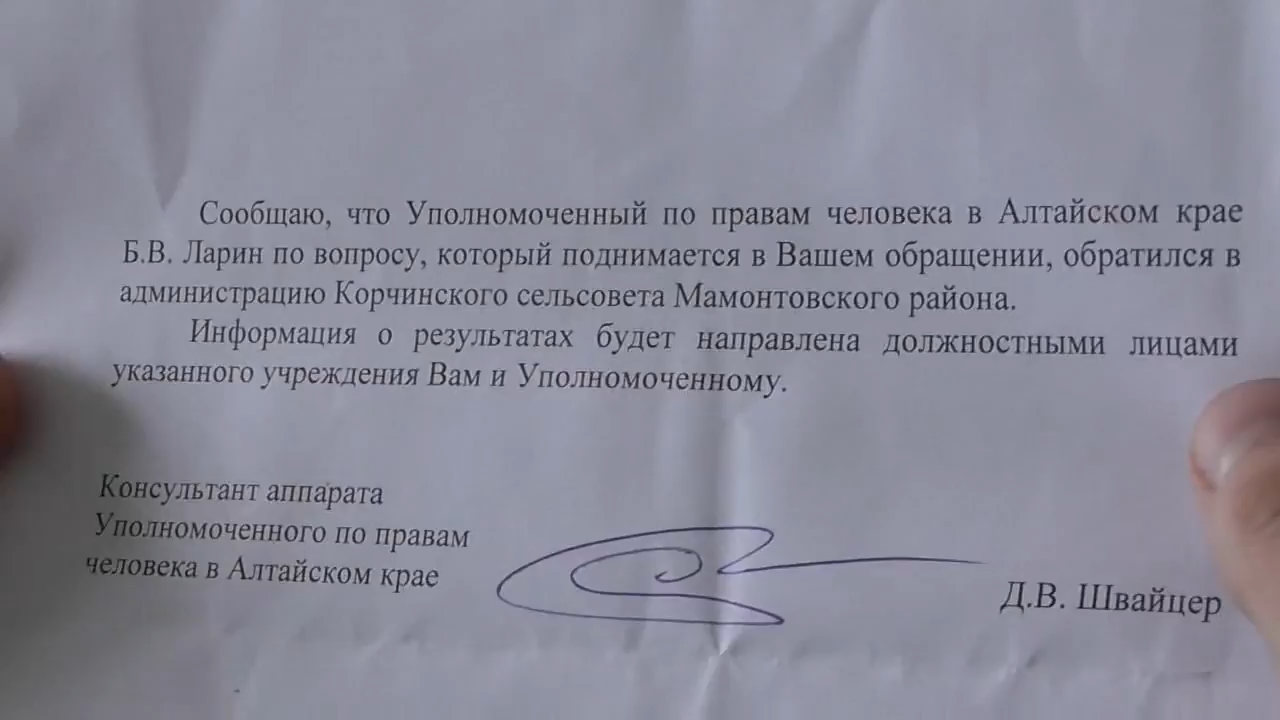 Сообщаю, что Уполномоченный по правам человека в Алтайском крае
Б.В. Ларин по вопросу, который поднимается в Вашем обращении, обратился в
администрацию Корчинского сельсовета Мамонтовского района.
Информация о результатах будет направлена должностными лицами
указанного учреждения Вам и Уполномоченному.
Консультант аппарата
Уполномоченного по правам
человека в Алтайском крае
Д.В. Швайцер